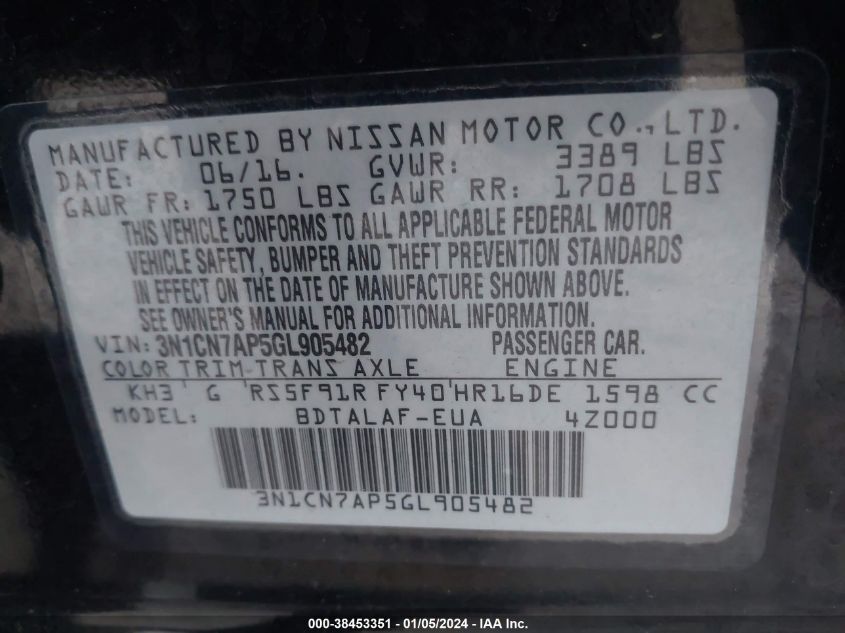 MANUFACTURED BY NISSAN MOTOR CO., LTD.
DATE: 06/16. GVWR: 3389 LBS
GAWR FR: 1750 LBS GAWR RR: 1708 LBS
THIS VEHICLE CONFORMS TO ALL APPLICABLE FEDERAL MOTOR
VEHICLE SAFETY, BUMPER AND THEFT PREVENTION STANDARDS
IN EFFECT ON THE DATE OF MANUFACTURE SHOWN ABOVE.
SEE OWNER'S MANUAL FOR ADDITIONAL INFORMATION.
VIN: 3N1CN7AP5GL905482 PASSENGER CAR.
COLOR TRIM-TRANS AXLE ENGINE
KH3 G RS5F91R FY40 HR16DE 1598 CC
MODEL: BDTALAF-EUA 4Z000
3N1CN7AP5GL905482
000-38453351 | 01/05/2024 - IAA Inc.